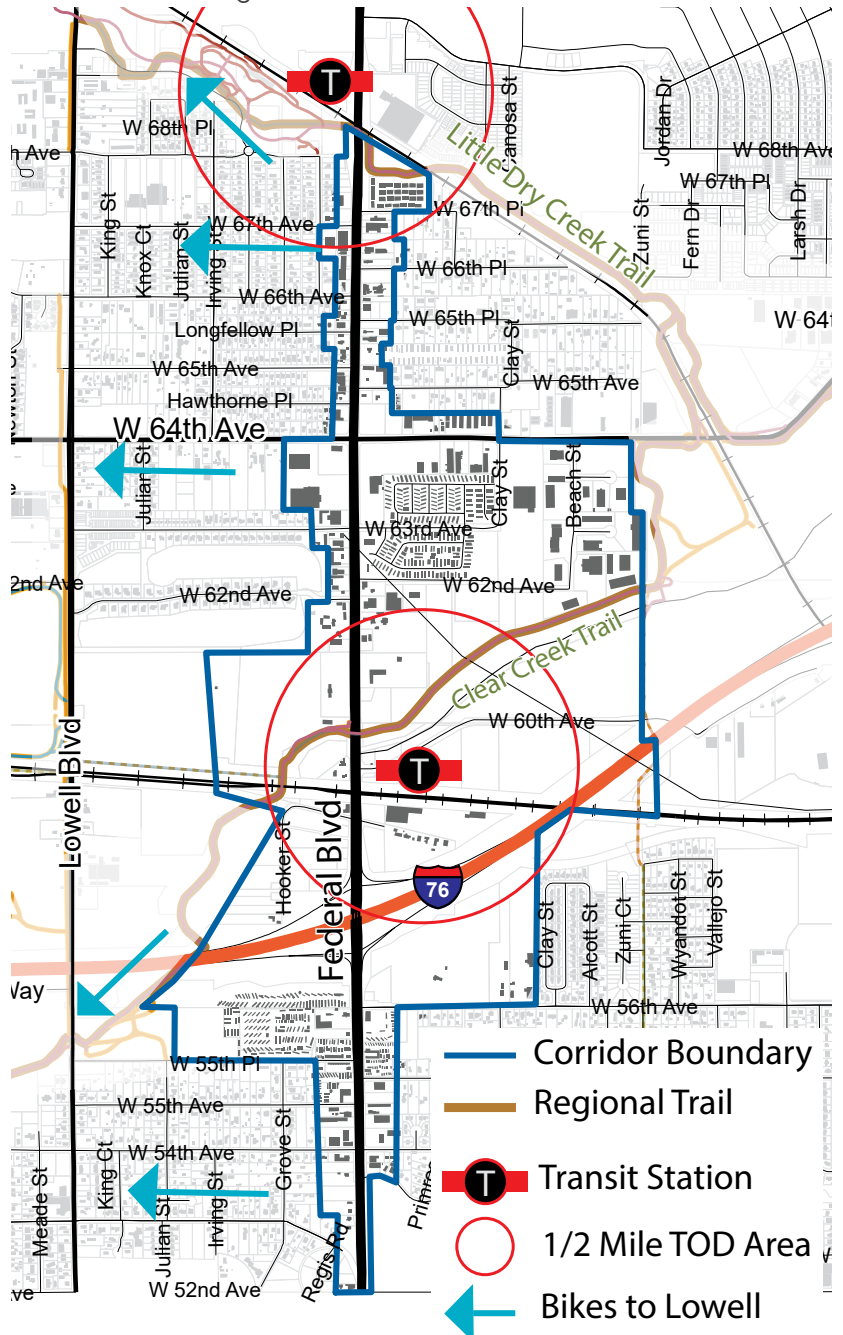 T
W 68th Pl
h Ave
Canosa St
Jordan Dr
W 68th Ave
Little Dry Creek Trail
W 67th Pl
King St
Knox Ct
Julian St
Irving St
W 67th Ave
W 67th Pl
Zuni St
Fern Dr
Larsh Dr
W 66th Pl
W 66th Ave
Longfellow Pl
W 65th Pl
W 64t
Clay St
W 65th Ave
W 65th Ave
Hawthorne Pl
W 64th Ave
Julian St
Clay St
Beach St
W 63rd Ave
2nd Ave
W 62nd Ave
W 62nd Ave
Clear Creek Trail
W 60th Ave
Lowell Blvd
T
Federal Blvd
Hooker St
76
Clay St
Alcott St
Zuni Ct
Wyandot St
Vallejo St
Way
W 56th Ave
W 55th Pl
W 55th Ave
W 54th Ave
Grove St
Meade St
King Ct
Julian St
Irving St
Regis Rd
Primro
W 52nd Ave
ve
Corridor Boundary
Regional Trail
T
Transit Station
1/2 Mile TOD Area
Bikes to Lowell